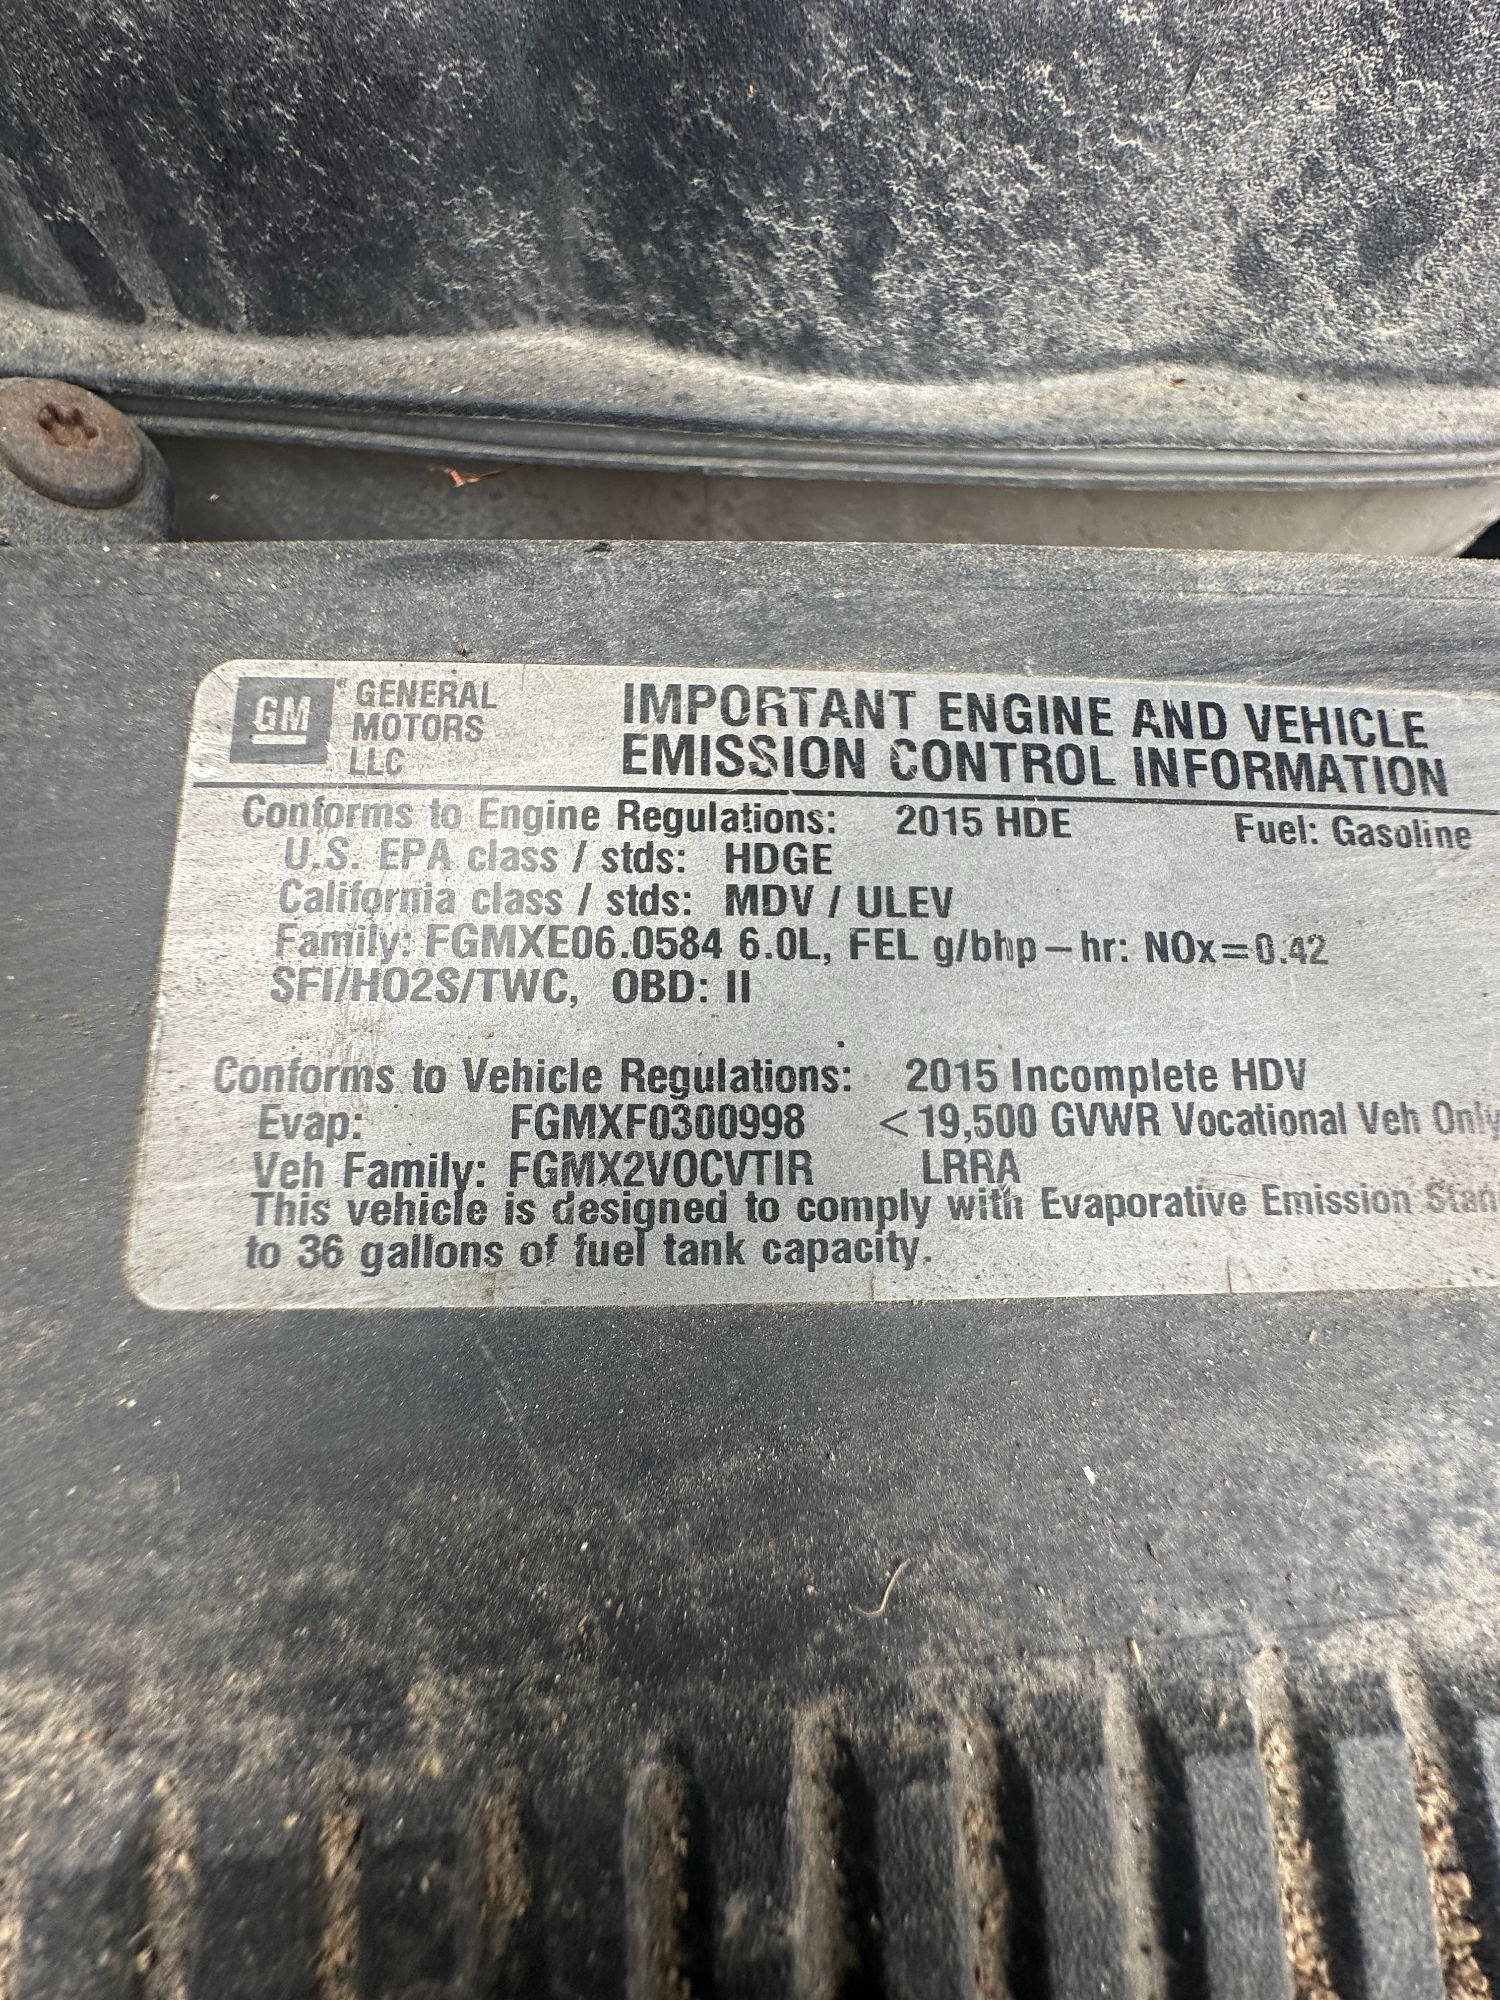 GM GENERAL MOTORS LLC
IMPORTANT ENGINE AND VEHICLE
EMISSION CONTROL INFORMATION
Conforms to Engine Regulations: 2015 HDE Fuel: Gasoline
U.S. EPA class / stds: HDGE
California class / stds: MDV / ULEV
Family: FGMXE06.0584 6.0L, FEL g/bhp – hr: NOx=0.42
SFI/HO2S/TWC, OBD: II
Conforms to Vehicle Regulations: 2015 Incomplete HDV
Evap: FGMXF0300998 <19,500 GVWR Vocational Veh Only
Veh Family: FGMX2VOCVTIR LRRA
This vehicle is designed to comply with Evaporative Emission
to 36 gallons of fuel tank capacity.